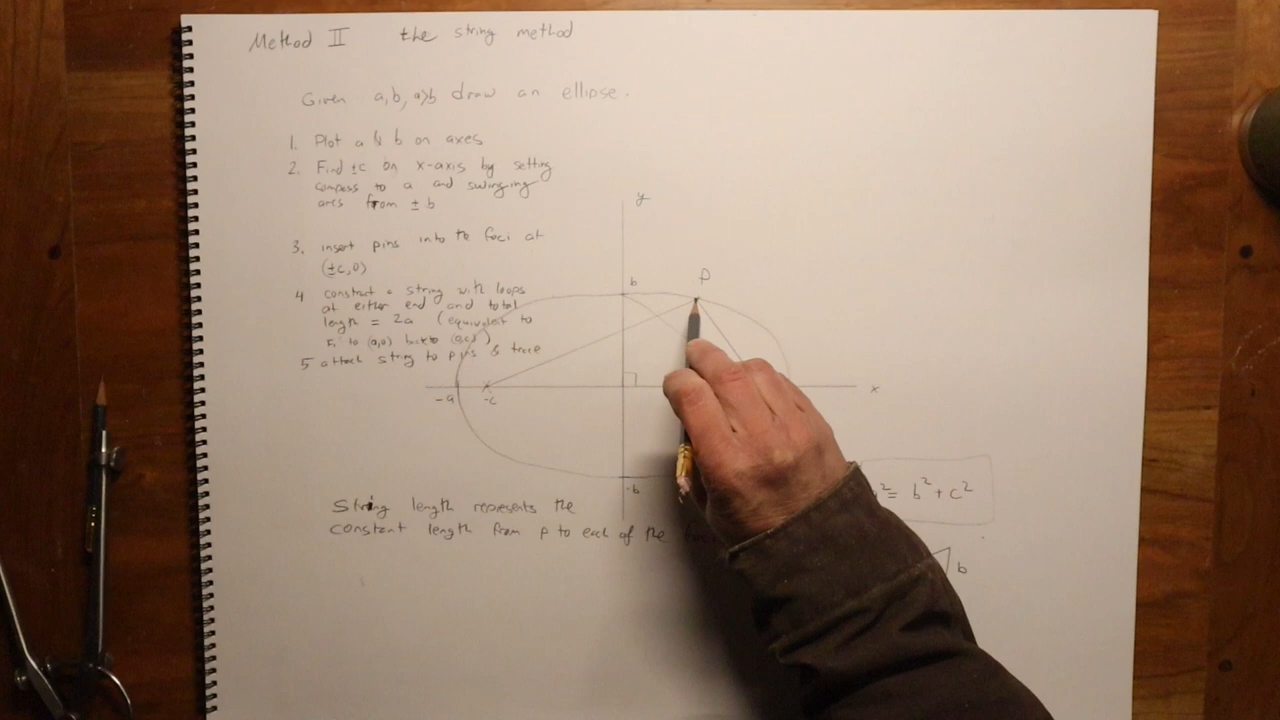 Method II the string method
Given a,b, a>b draw an ellipse.
1. Plot a & b on axes
2. Find ±c on x-axis by setting
compass to a and swinging
arcs from ± b
3. insert pins into the foci at
(±c,0)
4 construct a string with loops
at either end and total
length = 2a (equivalent to
F, to (a,0) back to
5 attach string to pins & trace
y
b
P
-a
-c
x
-b
String length represents the
constant length from p to each of the
²= b²+c²
b